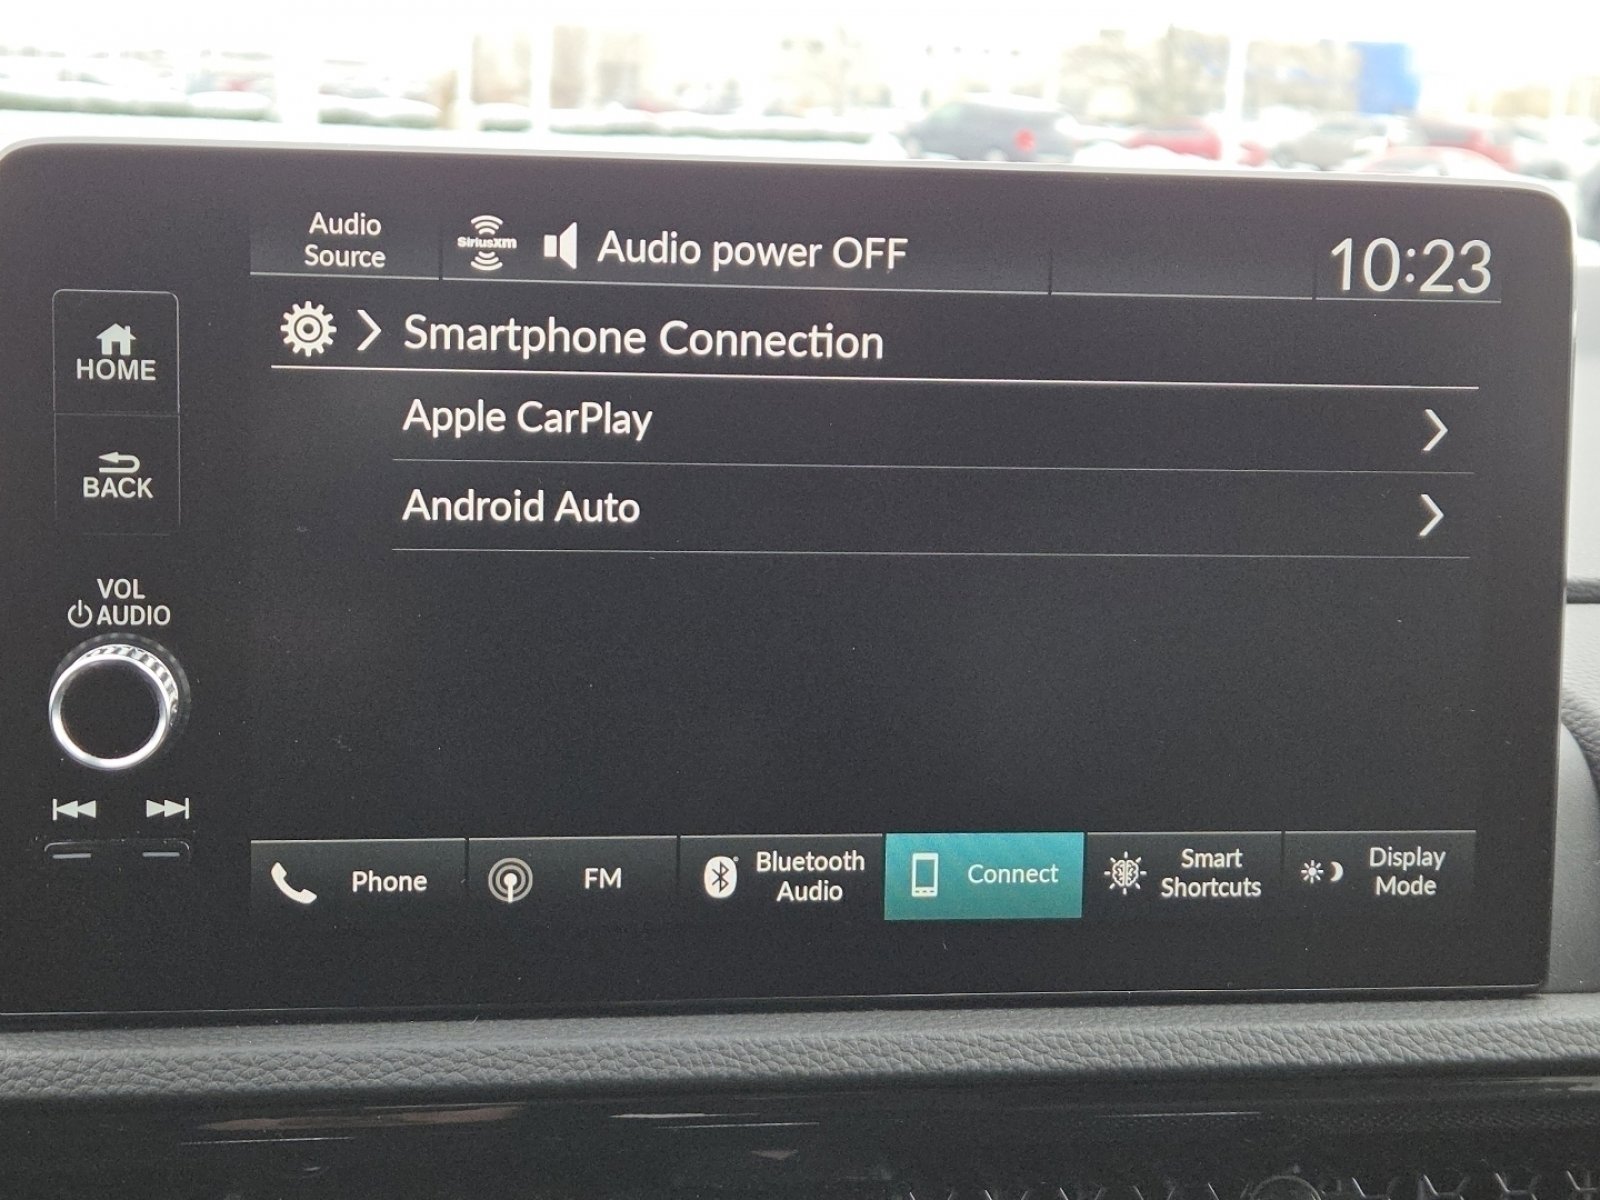 Audio
Source
SiriusXM
Audio power OFF
10:23
Smartphone Connection
HOME
Apple CarPlay
BACK
Android Auto
VOL
AUDIO
Phone
FM
Bluetooth
Audio
Connect
Smart
Shortcuts
Display
Mode